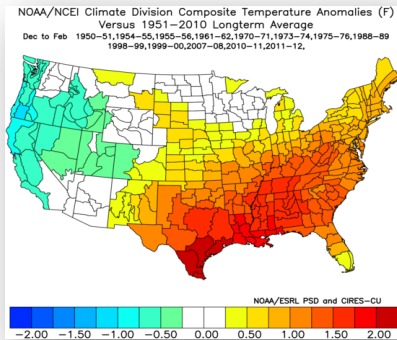 NOAA/NCEI Climate Division Composite Temperature Anomalies (F)
Versus 1951-2010 Longterm Average
Dec to Feb 1950-51,1954-55,1955-56,1961-62,1970-71,1973-74,1975-76,1988-89
1998-99,1999-00,2007-08,2010-11,2011-12,
NOAA/ESRL PSD and CIRES-CU
-2.00 -1.50 -1.00 -0.50 0.00 0.50 1.00 1.50 2.00